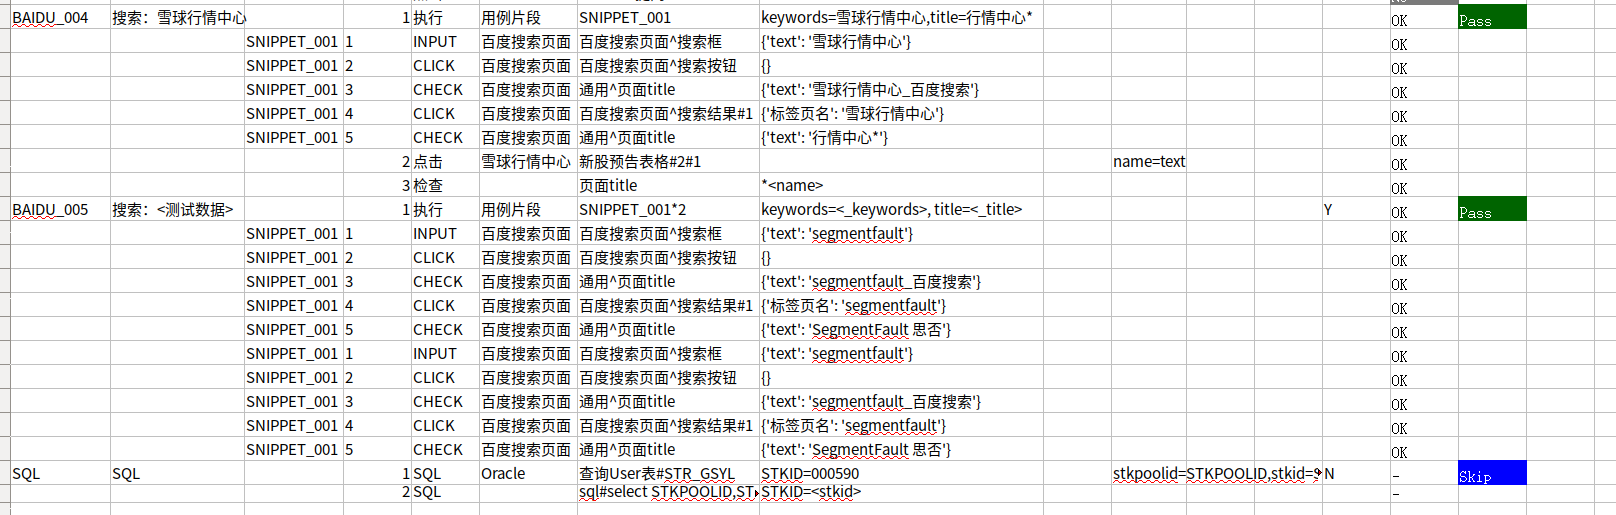 BAIDU_004 搜索：雪球行情中心 1 执行 用例片段 SNIPPET_001 keywords=雪球行情中心,title=行情中心* OK Pass
SNIPPET_001 1 INPUT 百度搜索页面 百度搜索页面^搜索框 {'text': '雪球行情中心'} OK
SNIPPET_001 2 CLICK 百度搜索页面 百度搜索页面^搜索按钮 {} OK
SNIPPET_001 3 CHECK 百度搜索页面 通用^页面title {'text': '雪球行情中心_百度搜索'} OK
SNIPPET_001 4 CLICK 百度搜索页面 百度搜索页面^搜索结果#1 {'标签页名': '雪球行情中心'} OK
SNIPPET_001 5 CHECK 百度搜索页面 通用^页面title {'text': '行情中心*'} OK
2 点击 雪球行情中心 新股预告表格#2#1 name=text OK
3 检查 页面title *<name> OK
BAIDU_005 搜索：<测试数据> 1 执行 用例片段 SNIPPET_001*2 keywords=<_keywords>, title=<_title> Y OK Pass
SNIPPET_001 1 INPUT 百度搜索页面 百度搜索页面^搜索框 {'text': 'segmentfault'} OK
SNIPPET_001 2 CLICK 百度搜索页面 百度搜索页面^搜索按钮 {} OK
SNIPPET_001 3 CHECK 百度搜索页面 通用^页面title {'text': 'segmentfault_百度搜索'} OK
SNIPPET_001 4 CLICK 百度搜索页面 百度搜索页面^搜索结果#1 {'标签页名': 'segmentfault'} OK
SNIPPET_001 5 CHECK 百度搜索页面 通用^页面title {'text': 'SegmentFault 思否'} OK
SNIPPET_001 1 INPUT 百度搜索页面 百度搜索页面^搜索框 {'text': 'segmentfault'} OK
SNIPPET_001 2 CLICK 百度搜索页面 百度搜索页面^搜索按钮 {} OK
SNIPPET_001 3 CHECK 百度搜索页面 通用^页面title {'text': 'segmentfault_百度搜索'} OK
SNIPPET_001 4 CLICK 百度搜索页面 百度搜索页面^搜索结果#1 {'标签页名': 'segmentfault'} OK
SNIPPET_001 5 CHECK 百度搜索页面 通用^页面title {'text': 'SegmentFault 思否'} OK
SQL SQL 1 SQL Oracle 查询User表#STR_GSYL STKID=000590 stkpoolid=STKPOOLID,stkid= N - Skip
2 SQL sql#select STKPOOLID,ST STKID=<stkid> -